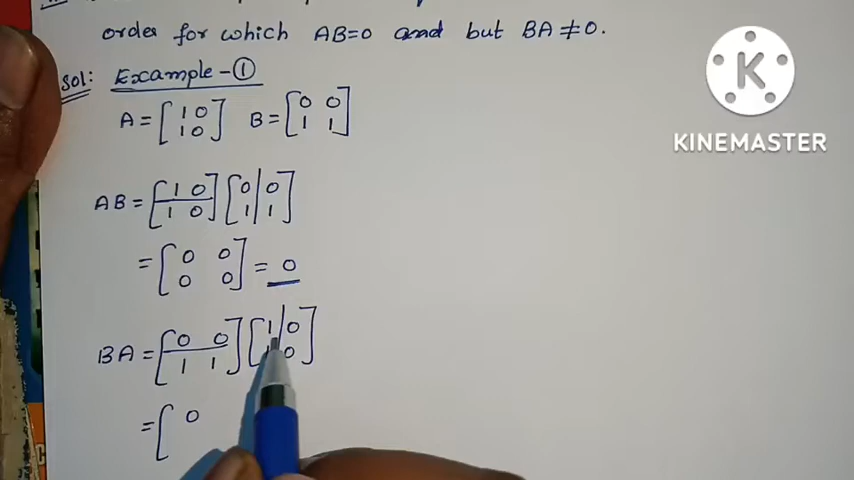 order for which AB=0 and but BA≠0.
Sol: Example-①
A = [1 0 1 0] B = [0 0 1 1]
AB = [1 0 1 0] [0 0 1 1]
= [0 0 0 0] = 0
BA = [0 0 1 1] [1 0 1 0]
= [ 0
K
KINEMASTER